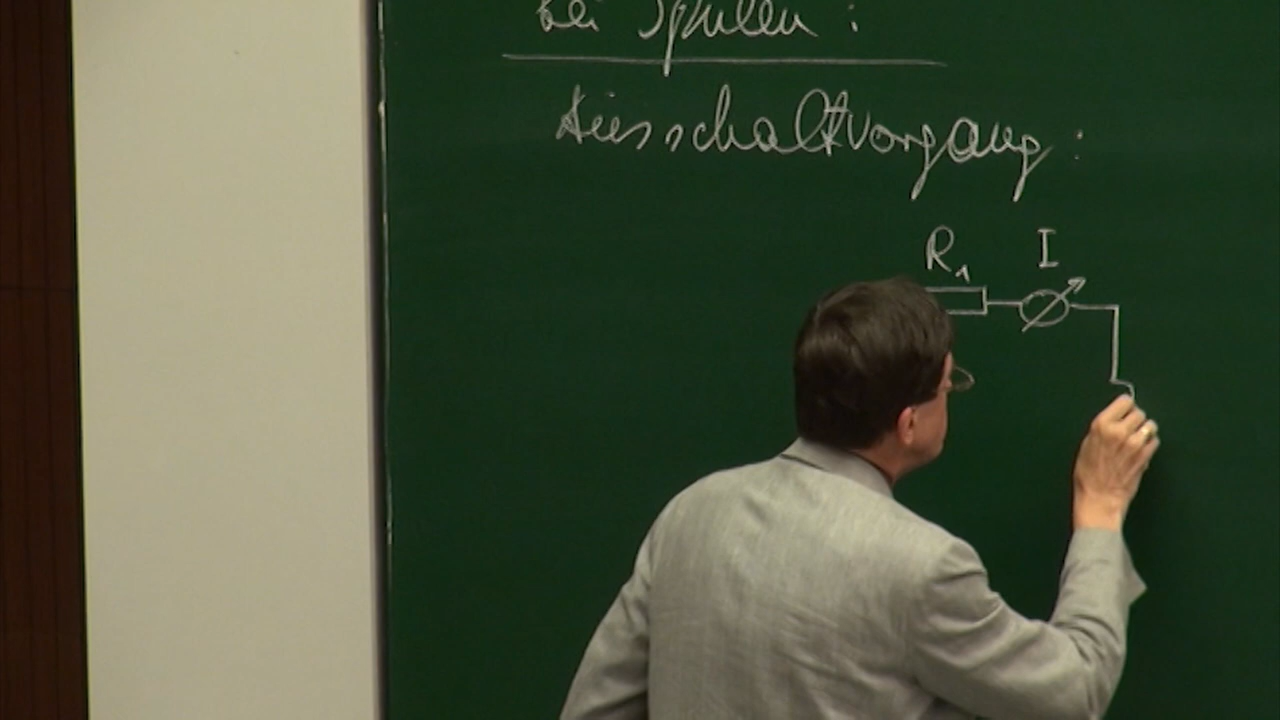 bei Spulen :
Ausschaltvorgang :
R₁ I